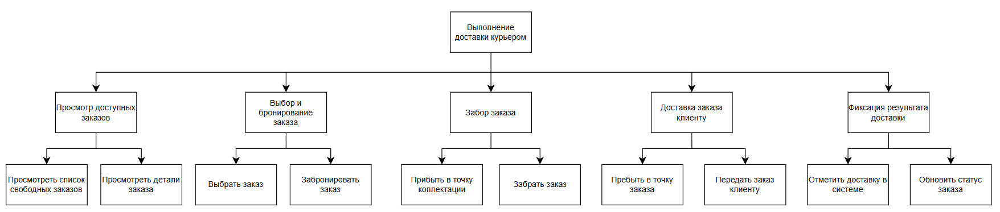 Выполнение
доставки курьером
Просмотр доступных
заказов
Выбор и
бронирование
заказа
Забор заказа
Доставка заказа
клиенту
Фиксация результата
доставки
Просмотреть список
свободных заказов
Просмотреть детали
заказа
Выбрать заказ
Забронировать
заказ
Прибыть в точку
коплектации
Забрать заказ
Пребыть в точку
заказа
Передать заказ
клиенту
Отметить доставку в
системе
Обновить статус
заказа